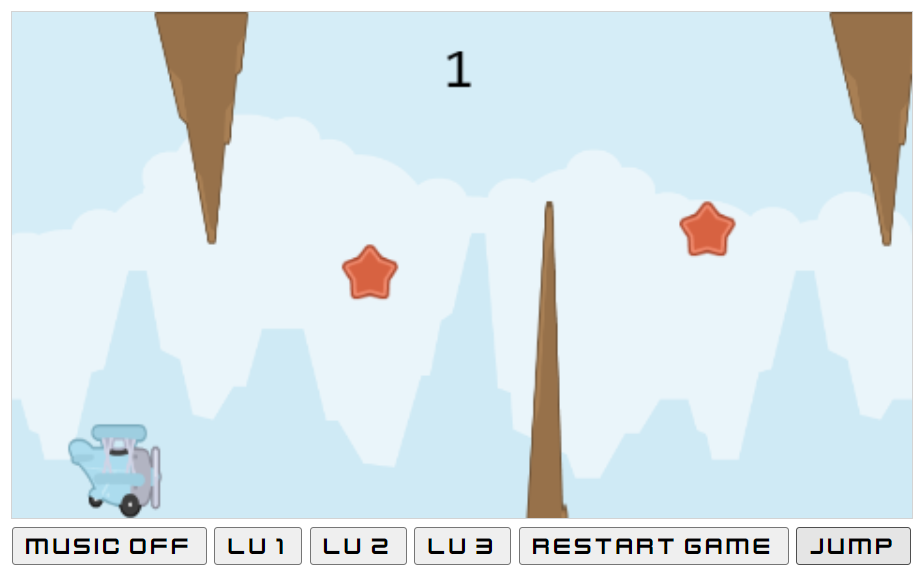 1
MUSIC OFF LU 1 LU 2 LU 3 RESTART GAME JUMP